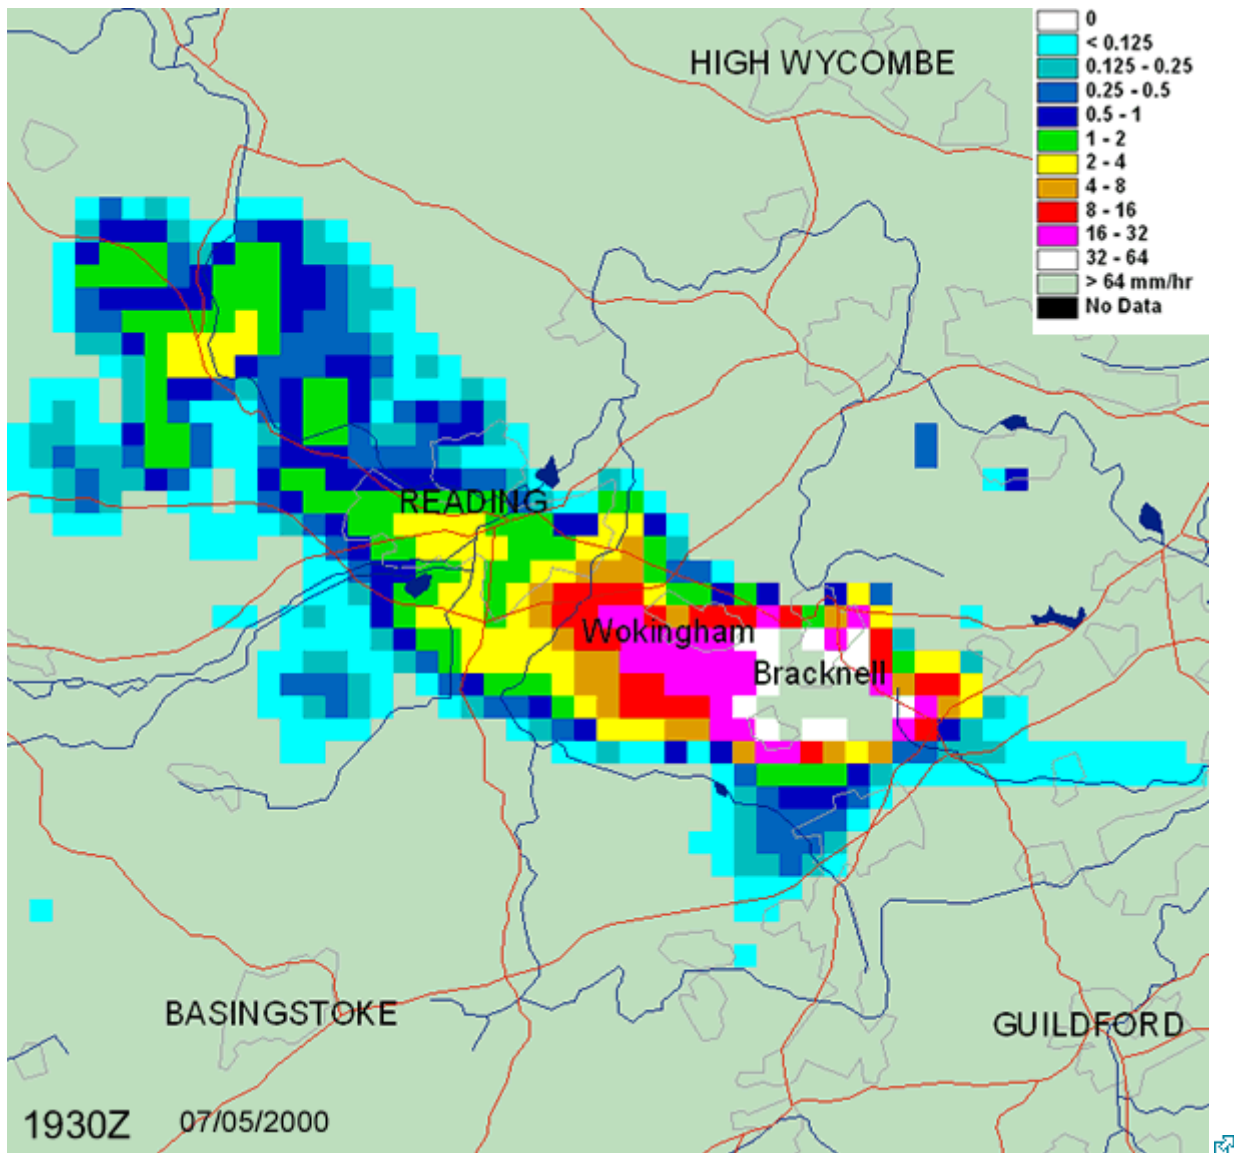 HIGH WYCOMBE
0
< 0.125
0.125 - 0.25
0.25 - 0.5
0.5 - 1
1 - 2
2 - 4
4 - 8
8 - 16
16 - 32
32 - 64
> 64 mm/hr
No Data
READING
Wokingham
Bracknell
BASINGSTOKE
GUILDFORD
1930Z 07/05/2000